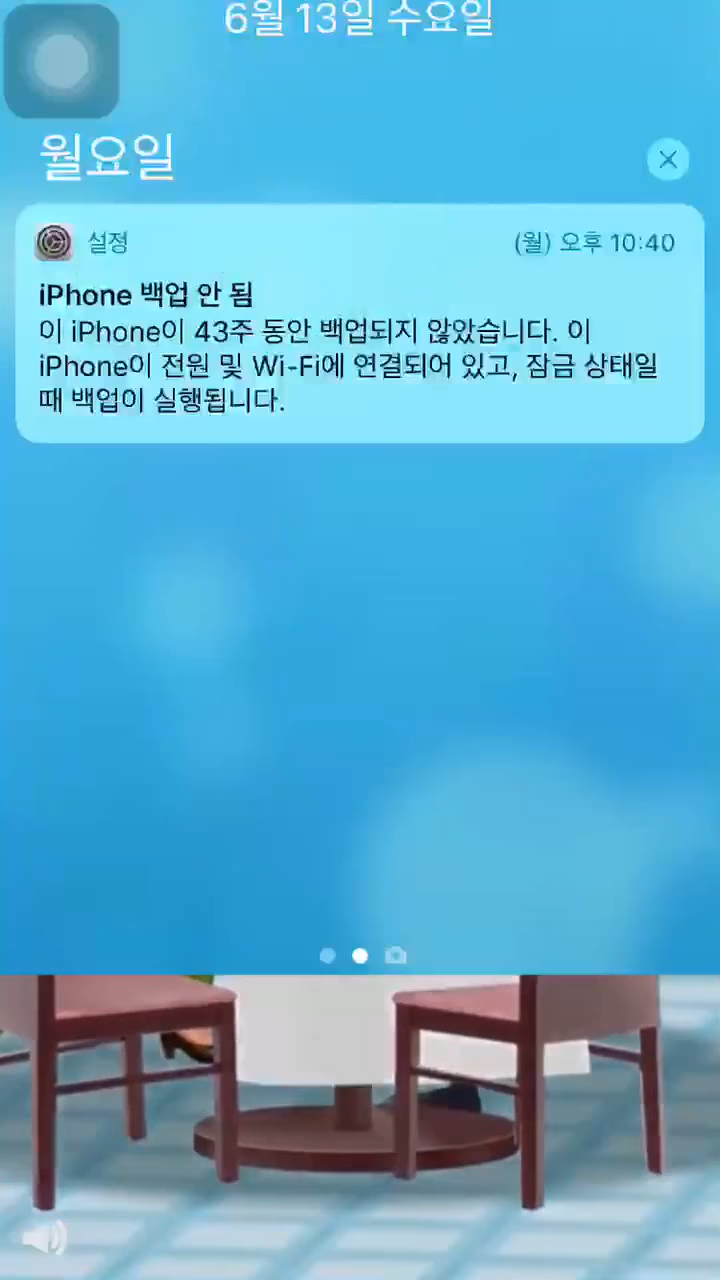 6월 13일 수요일
월요일
설정
(월) 오후 10:40
iPhone 백업 안 됨
이 iPhone이 43주 동안 백업되지 않았습니다. 이
iPhone이 전원 및 Wi-Fi에 연결되어 있고, 잠금 상태일
때 백업이 실행됩니다.